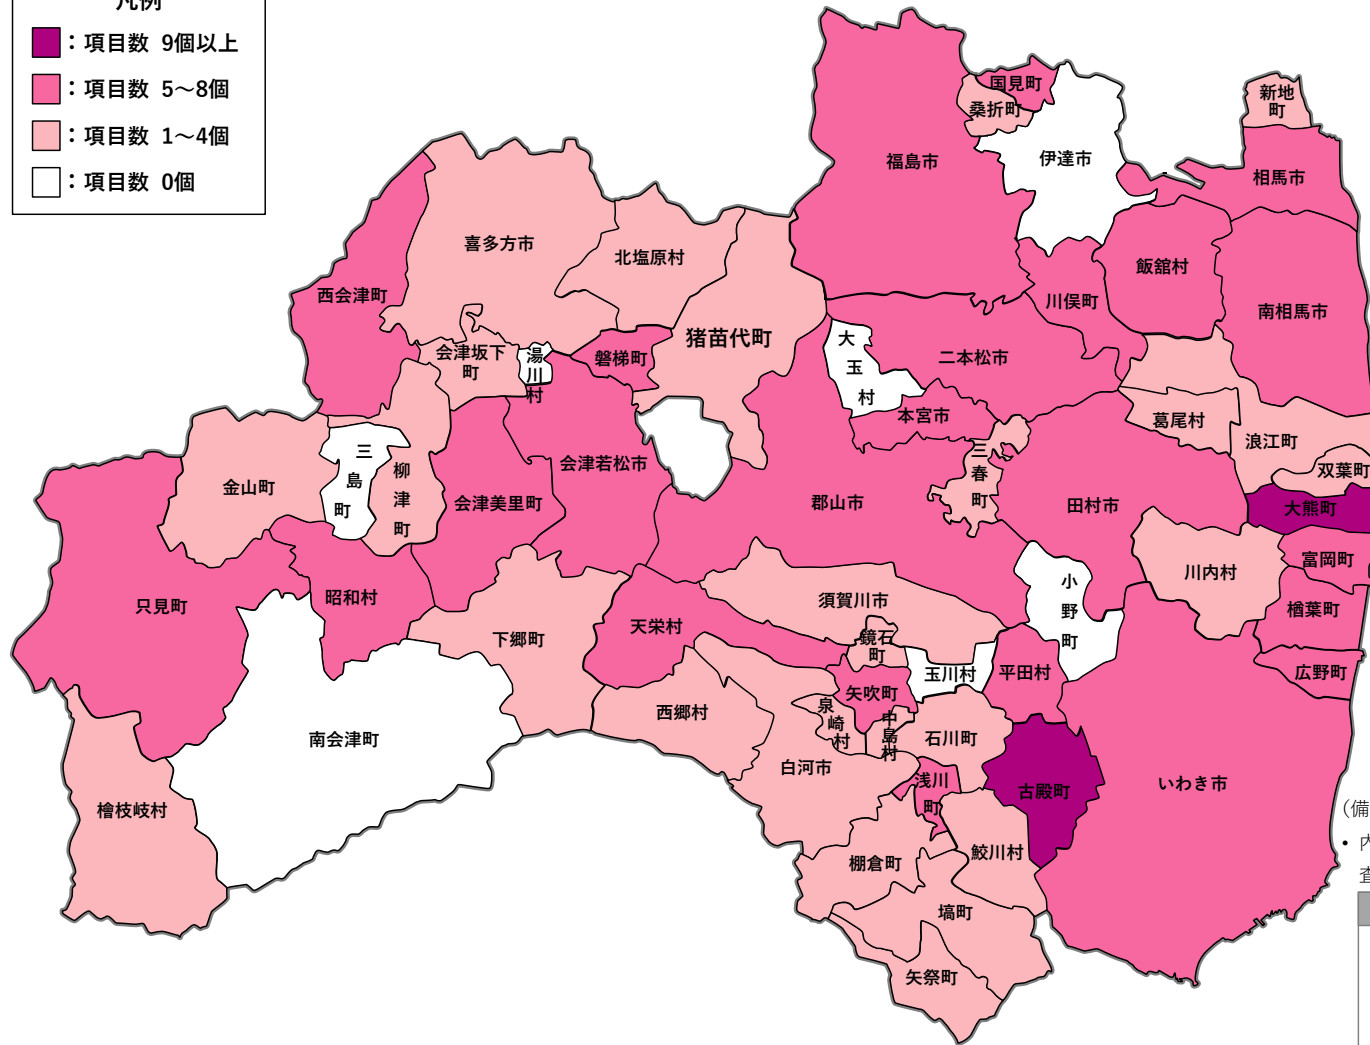 凡例
：項目数 9個以上
：項目数 5～8個
：項目数 1～4個
：項目数 0個
国見町
桑折町
新地町
福島市
伊達市
相馬市
喜多方市
北塩原村
飯舘村
西会津町
川俣町
南相馬市
猪苗代町
会津坂下町
湯川村
磐梯町
大玉村
二本松市
本宮市
葛尾村
浪江町
三島町
柳津町
会津若松市
三春町
双葉町
金山町
会津美里町
郡山市
田村市
大熊町
富岡町
川内村
只見町
昭和村
須賀川市
小野町
楢葉町
下郷町
天栄村
鏡石町
玉川村
平田村
広野町
西郷村
矢吹町
泉崎村
中島村
石川町
南会津町
白河市
浅川町
古殿町
いわき市
檜枝岐村
（備
棚倉町
鮫川村
• 内
査
塙町
矢祭町